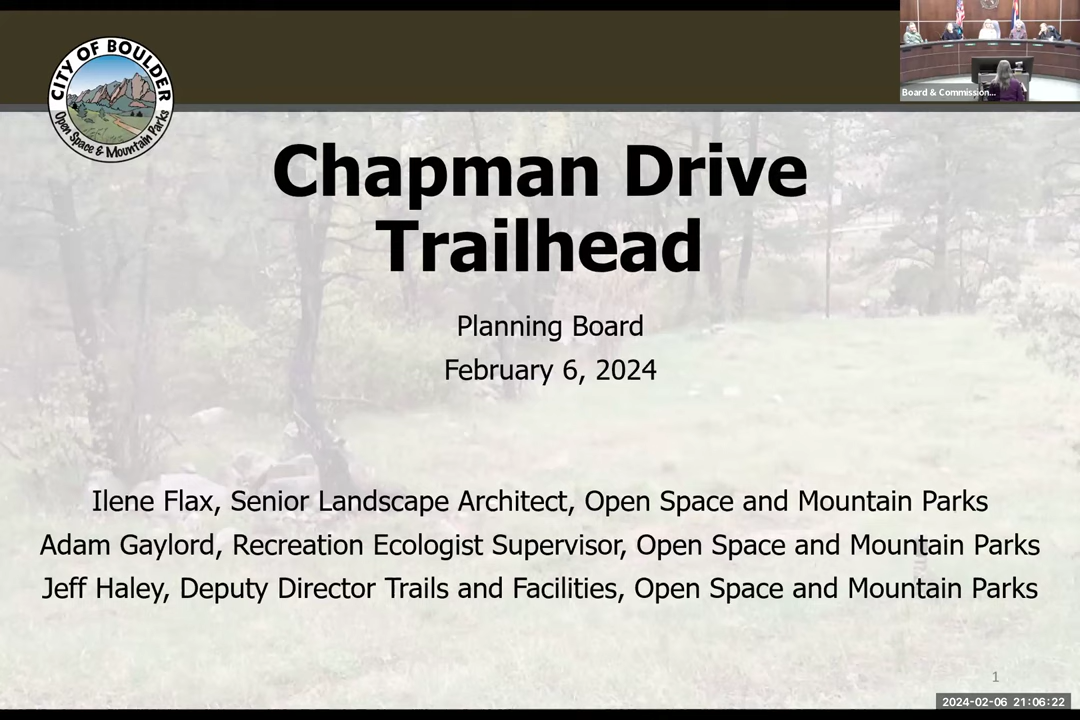 CITY OF BOULDER
Open Space & Mountain Parks
Board & Commission...
Chapman Drive
Trailhead
Planning Board
February 6, 2024
Ilene Flax, Senior Landscape Architect, Open Space and Mountain Parks
Adam Gaylord, Recreation Ecologist Supervisor, Open Space and Mountain Parks
Jeff Haley, Deputy Director Trails and Facilities, Open Space and Mountain Parks
1
2024-02-06 21:06:22